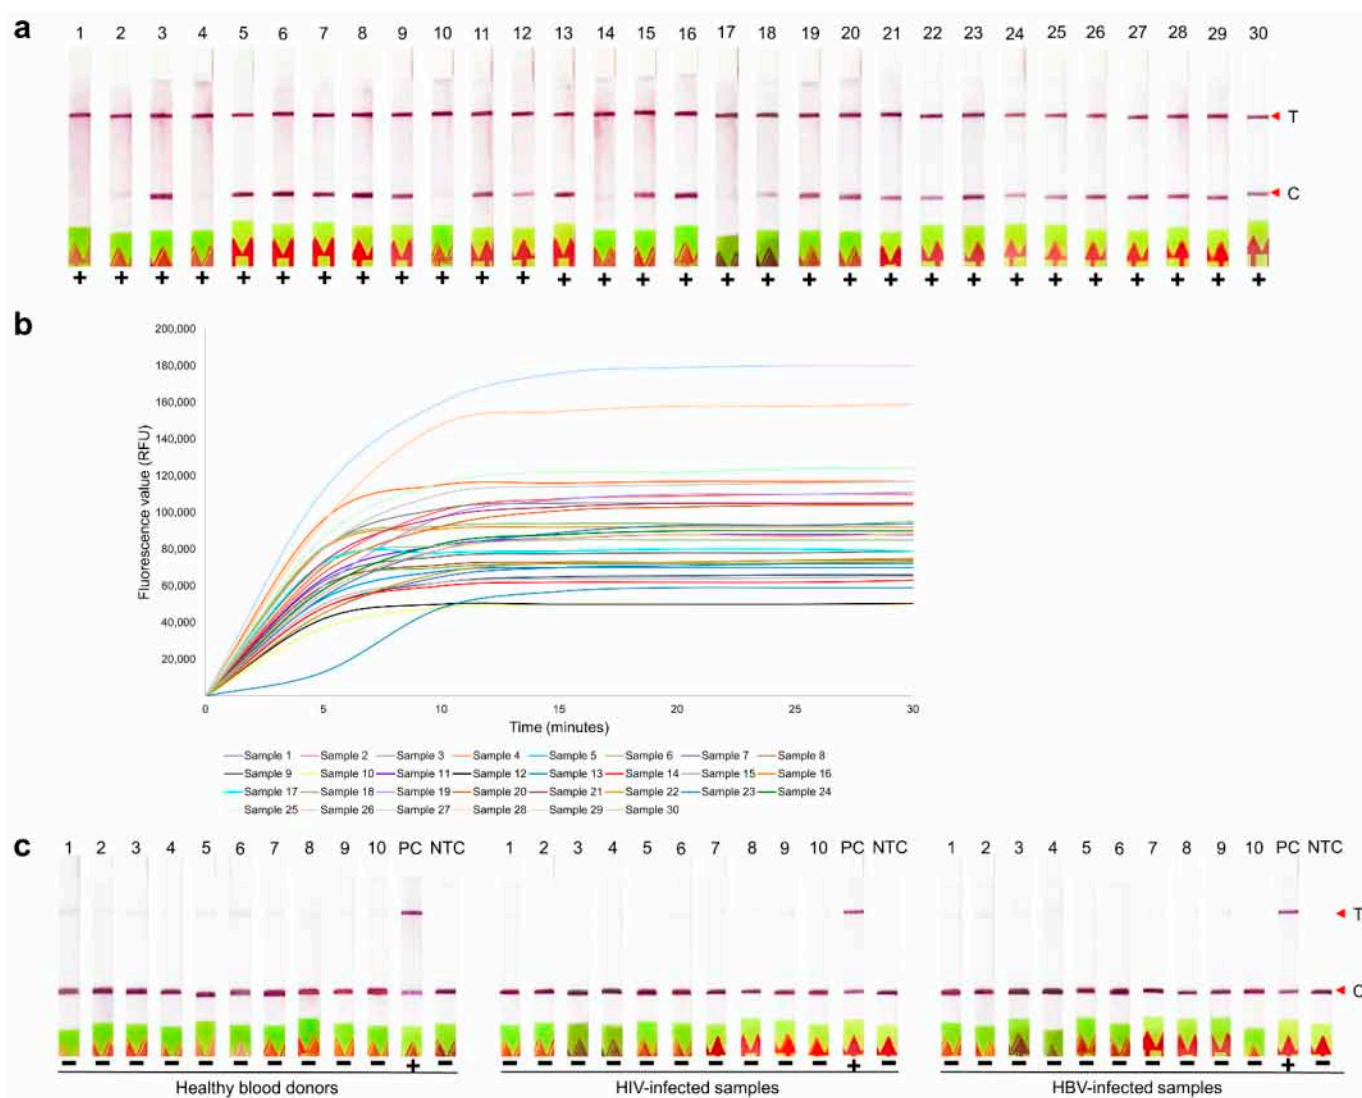 a
1 2 3 4 5 6 7 8 9 10 11 12 13 14 15 16 17 18 19 20 21 22 23 24 25 26 27 28 29 30
T
C
+ + + + + + + + + + + + + + + + + + + + + + + + + + + + + +
b
200,000
180,000
160,000
140,000
120,000
100,000
80,000
60,000
40,000
20,000
Fluorescence value (RFU)
0 5 10 15 20 25 30
Time (minutes)
Sample 1 Sample 2 Sample 3 Sample 4 Sample 5 Sample 6 Sample 7 Sample 8
Sample 9 Sample 10 Sample 11 Sample 12 Sample 13 Sample 14 Sample 15 Sample 16
Sample 17 Sample 18 Sample 19 Sample 20 Sample 21 Sample 22 Sample 23 Sample 24
Sample 25 Sample 26 Sample 27 Sample 28 Sample 29 Sample 30
c
1 2 3 4 5 6 7 8 9 10 PC NTC 1 2 3 4 5 6 7 8 9 10 PC NTC 1 2 3 4 5 6 7 8 9 10 PC NTC
T
C
− − − − − − − − − − + − − − − − − − − − − − + − − − − − − − − − − − + −
Healthy blood donors HIV-infected samples HBV-infected samples